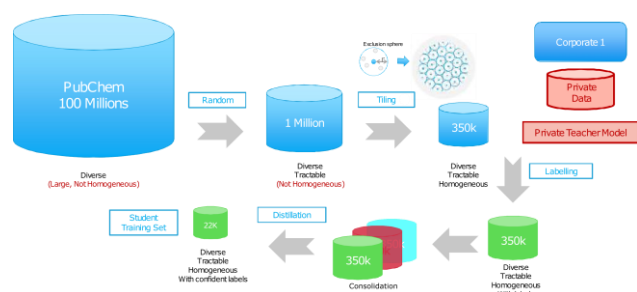 Exclusion sphere
Corporate 1
PubChem
100 Millions
Random
Tiling
Private
Data
1 Million
350k
Private Teacher Model
Diverse
(Large, Not Homogeneous)
Diverse
Tractable
(Not Homogeneous)
Diverse
Tractable
Homogeneous
Labelling
Student
Training Set
22K
Distillation
350k
350k
Diverse
Tractable
Homogeneous
With confident labels
Consolidation
Diverse
Tractable
Homogeneous